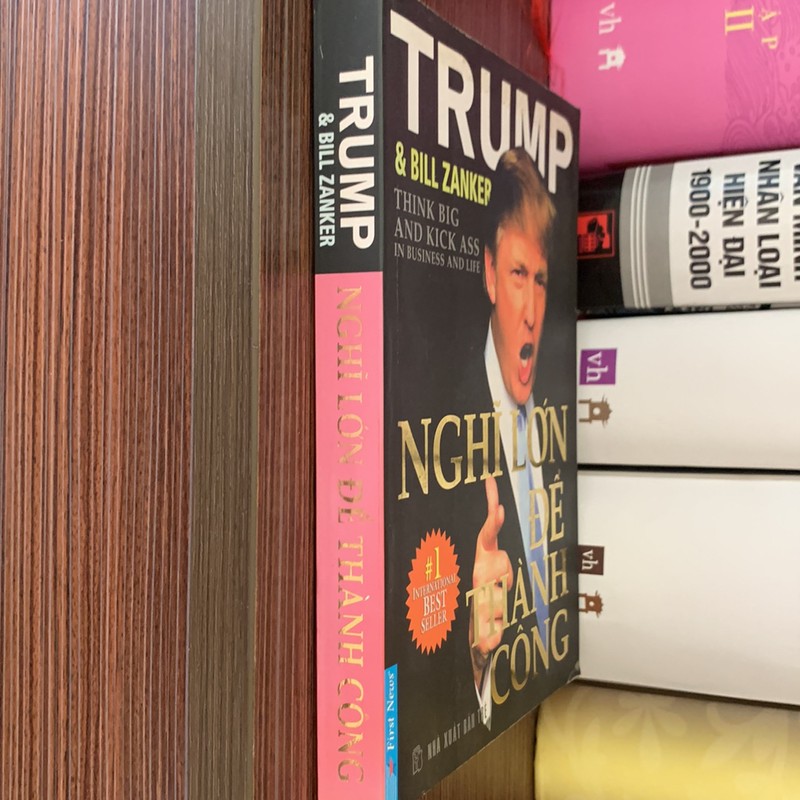 TRUMP
& BILL ZANKER
NGHĨ LỚN ĐỂ THÀNH CÔNG
First News
TRUMP
& BILL ZANKER
THINK BIG
AND KICK ASS
IN BUSINESS AND LIFE
NGHĨ LỚN
ĐỂ
THÀNH
CÔNG
#1
INTERNATIONAL
BEST
SELLER
NHÀ XUẤT BẢN TRẺ
vh
II
NHÂN LOẠI
HIỆN ĐẠI
1900-2000
vh
vh